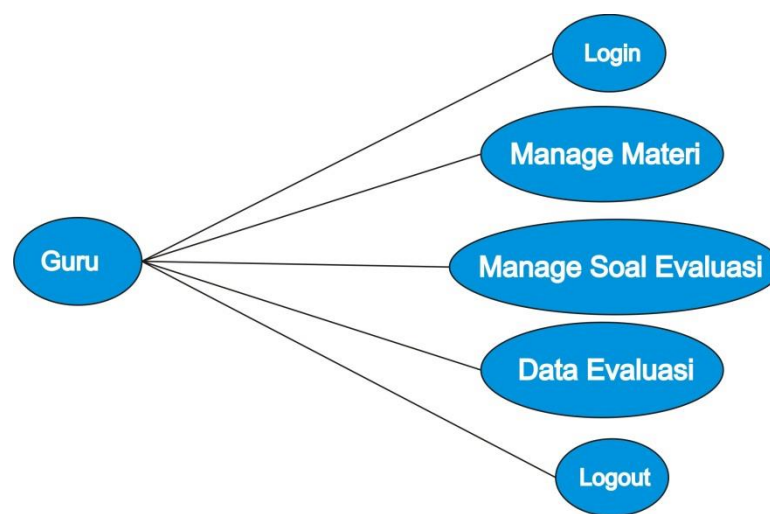 Login
Manage Materi
Guru
Manage Soal Evaluasi
Data Evaluasi
Logout